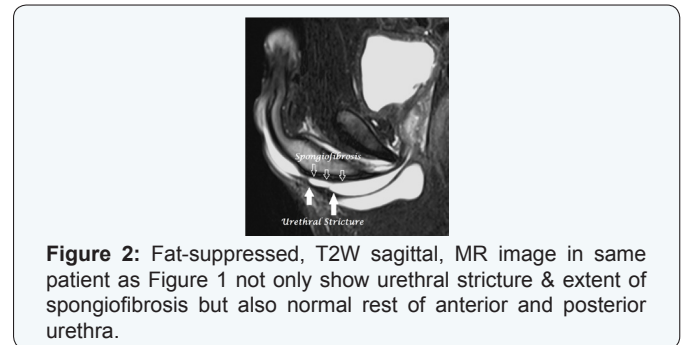 Spongiofibrosis
Urethral Stricture
Figure 2: Fat-suppressed, T2W sagittal, MR image in same
patient as Figure 1 not only show urethral stricture & extent of
spongiofibrosis but also normal rest of anterior and posterior
urethra.